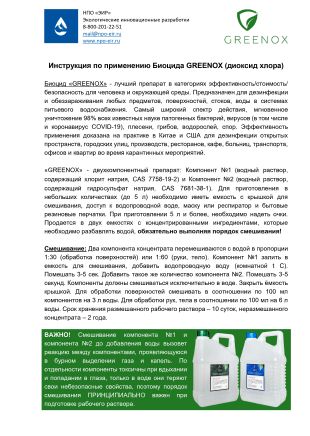 НПО «ЭИР»
Экологические инновационные разработки
8-800-201-22-51
mail@npo-eir.ru
www.npo-eir.ru
GREENOX
Инструкция по применению Биоцида GREENOX (диоксид хлора)
Биоцид «GREENOX» - лучший препарат в категориях эффективность/стоимость/
безопасность для человека и окружающей среды. Предназначен для дезинфекции
и обеззараживания любых предметов, поверхностей, стоков, воды в системах
питьевого водоснабжения. Самый широкий спектр действия, мгновенное
уничтожение 98% всех известных науке патогенных бактерий, вирусов (в том числе
и коронавирус COVID-19), плесени, грибов, водорослей, спор. Эффективность
применения доказана на практике в Китае и США для дезинфекции открытых
пространств, городских улиц, производств, ресторанов, кафе, больниц, транспорта,
офисов и квартир во время карантинных мероприятий.
«GREENOX» - двухкомпонентный препарат: Компонент №1 (водный раствор,
содержащий хлорит натрия, CAS 7758-19-2) и Компонент №2 (водный раствор,
содержащий гидросульфат натрия, CAS 7681-38-1). Для приготовления в
небольших количествах (до 5 л) необходимо иметь емкость с крышкой для
смешивания, доступ к водопроводной воде, маску или респиратор и бытовые
резиновые перчатки. При приготовлении 5 л и более, необходимо надеть очки.
Продается в двух емкостях с концентрированными ингредиентами, которые
необходимо разбавлять водой, обязательно выполняя порядок смешивания!
Смешивание: Два компонента концентрата перемешиваются с водой в пропорции
1:30 (обработка поверхностей) или 1:60 (руки, тело). Компонент №1 залить в
емкость для смешивания, добавить водопроводную воду (комнатной t С).
Перемешать 3-5 сек. Добавить такое же количество компонента №2. Помешать 3-5
секунд. Компоненты должны смешиваться исключительно в воде. Закрыть емкость
крышкой. Для обработки поверхностей смешивать в соотношении по 100 мл
компонентов на 3 л воды. Для обработки рук, тела в соотношении по 100 мл на 6 л
воды. Срок хранения размешанного рабочего раствора – 10 суток, неразмешанного
концентрата – 2 года.
ВАЖНО! Смешивание компонента №1 и
компонента №2 до добавления воды вызовет
реакцию между компонентами, проявляющуюся
в бурном выделении газа и капель. По
отдельности компоненты токсичны при вдыхании
и попадании в глаза, только в воде они теряют
свои небезопасные свойства, поэтому порядок
смешивания ПРИНЦИПИАЛЬНО важен при
подготовке рабочего раствора.